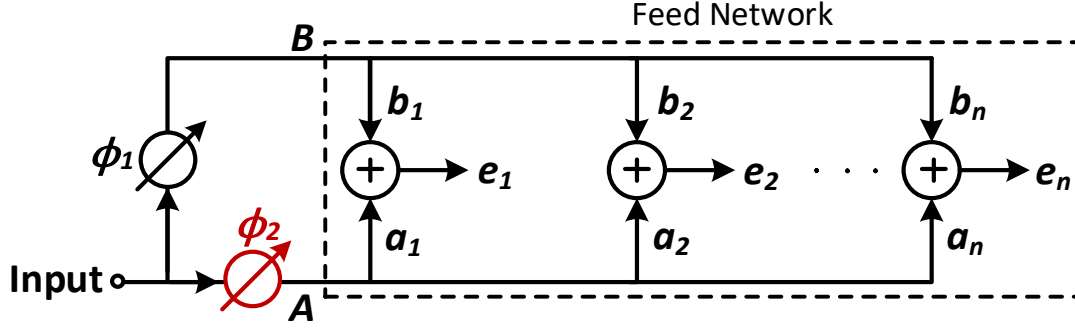 Feed Network
B
b₁ b₂ bₙ
ϕ₁
+ e₁ + e₂ . . . + eₙ
ϕ₂
a₁ a₂ aₙ
Input
A